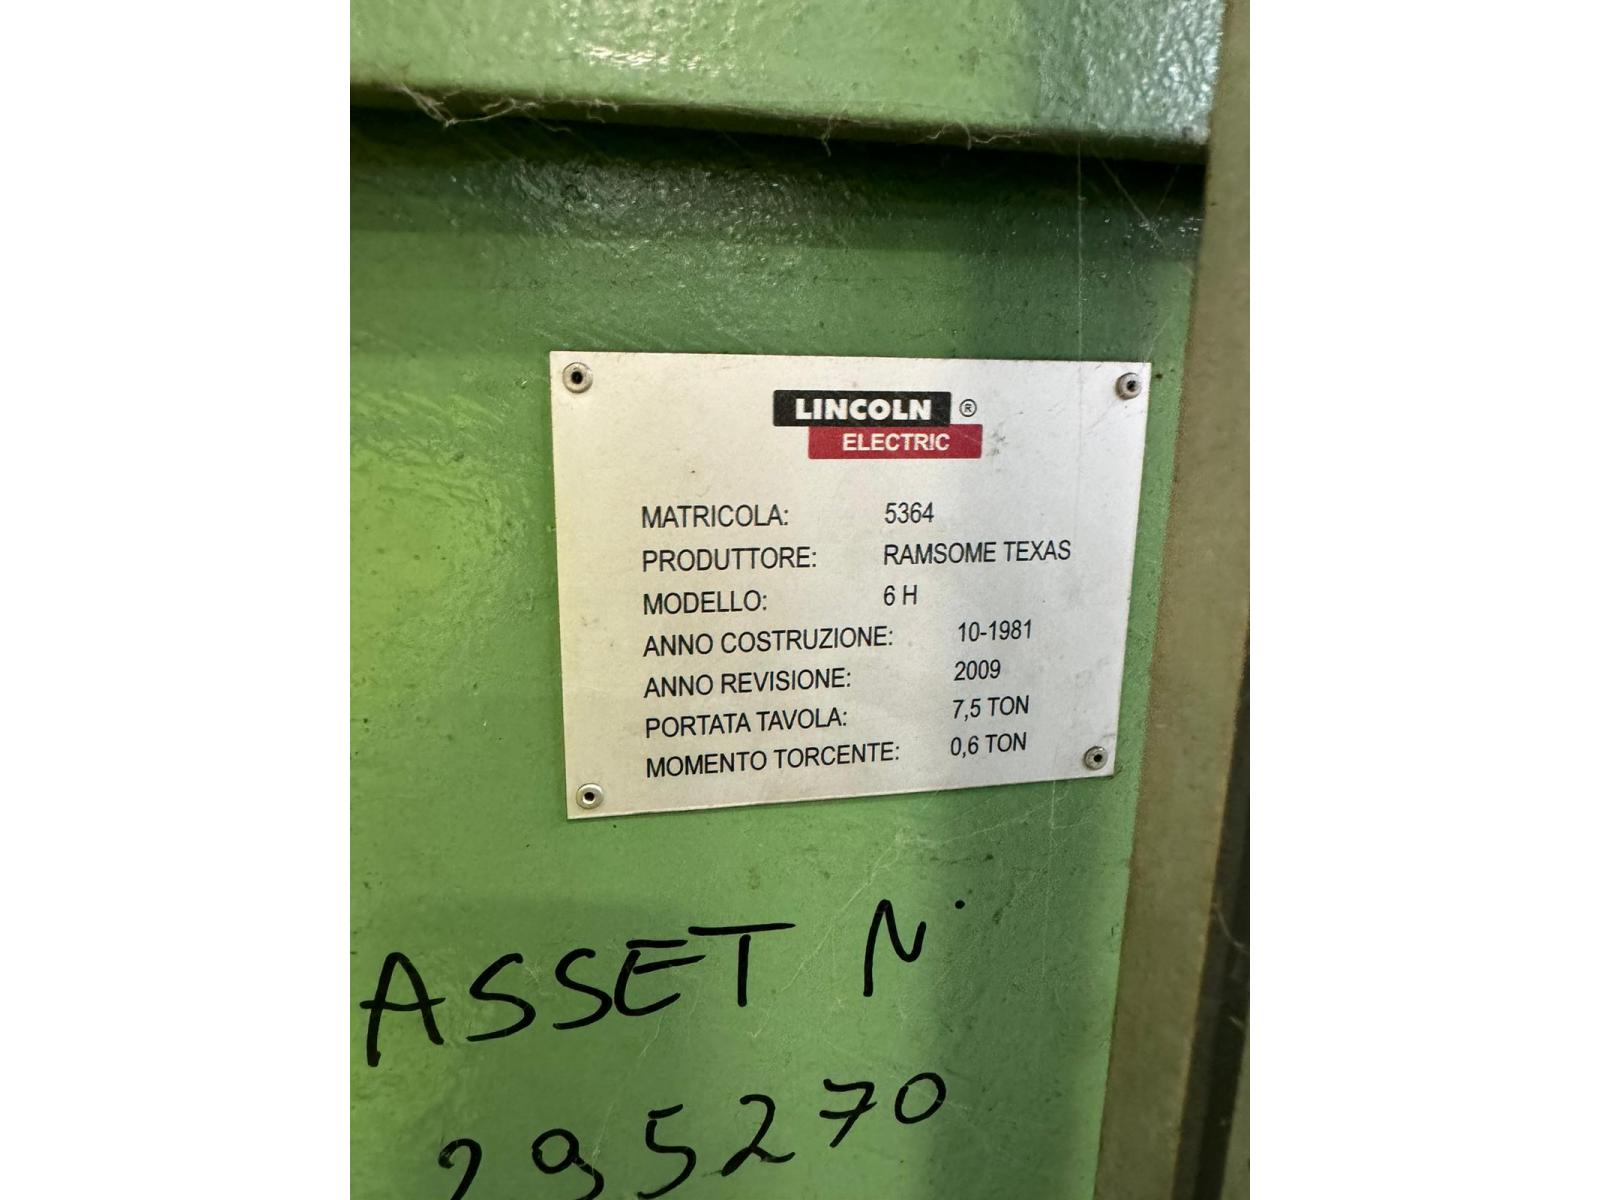 LINCOLN ®
ELECTRIC
MATRICOLA: 5364
PRODUTTORE: RAMSOME TEXAS
MODELLO: 6 H
ANNO COSTRUZIONE: 10-1981
ANNO REVISIONE: 2009
PORTATA TAVOLA: 7,5 TON
MOMENTO TORCENTE: 0,6 TON
ASSET N.
295270